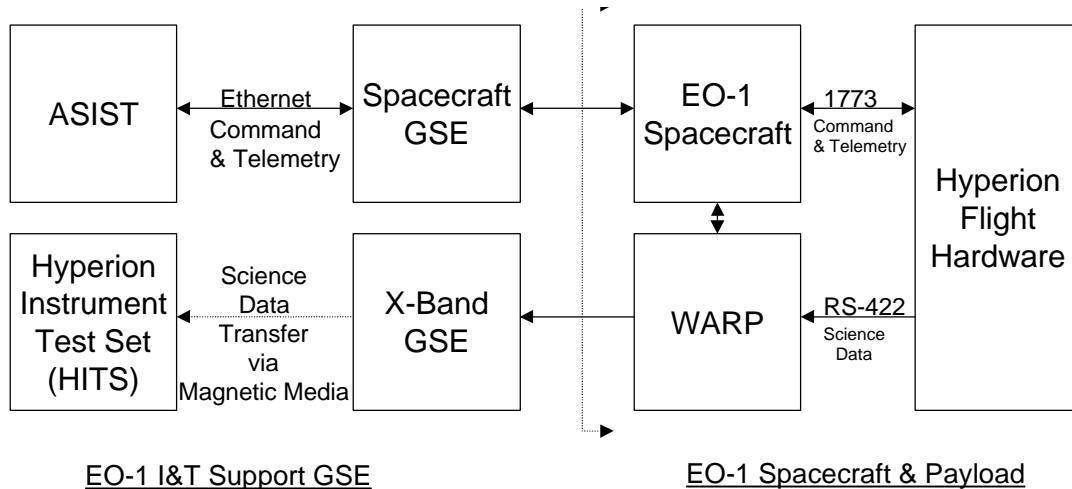 ASIST
Ethernet
Command
& Telemetry
Spacecraft
GSE
EO-1
Spacecraft
1773
Command
& Telemetry
Hyperion
Flight
Hardware
Hyperion
Instrument
Test Set
(HITS)
Science
Data
Transfer
via
Magnetic Media
X-Band
GSE
WARP
RS-422
Science
Data
EO-1 I&T Support GSE
EO-1 Spacecraft & Payload